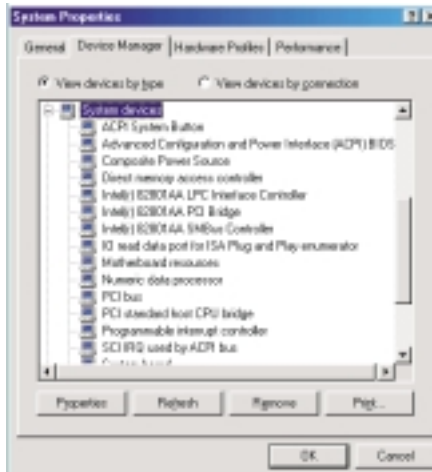 System Properties
General Device Manager Hardware Profiles Performance
View devices by type View devices by connection
System devices
ACPI System Button
Advanced Configuration and Power Interface (ACPI) BIOS
Composite Power Source
Direct memory access controller
Intel(r) 82801AA LPC Interface Controller
Intel(r) 82801AA PCI Bridge
Intel(r) 82801AA SMBus Controller
IO read data port for ISA Plug and Play enumerator
Motherboard resources
Numeric data processor
PCI bus
PCI standard host CPU bridge
Programmable interrupt controller
SCI IRQ used by ACPI bus
System board
Properties Refresh Remove Print...
OK Cancel